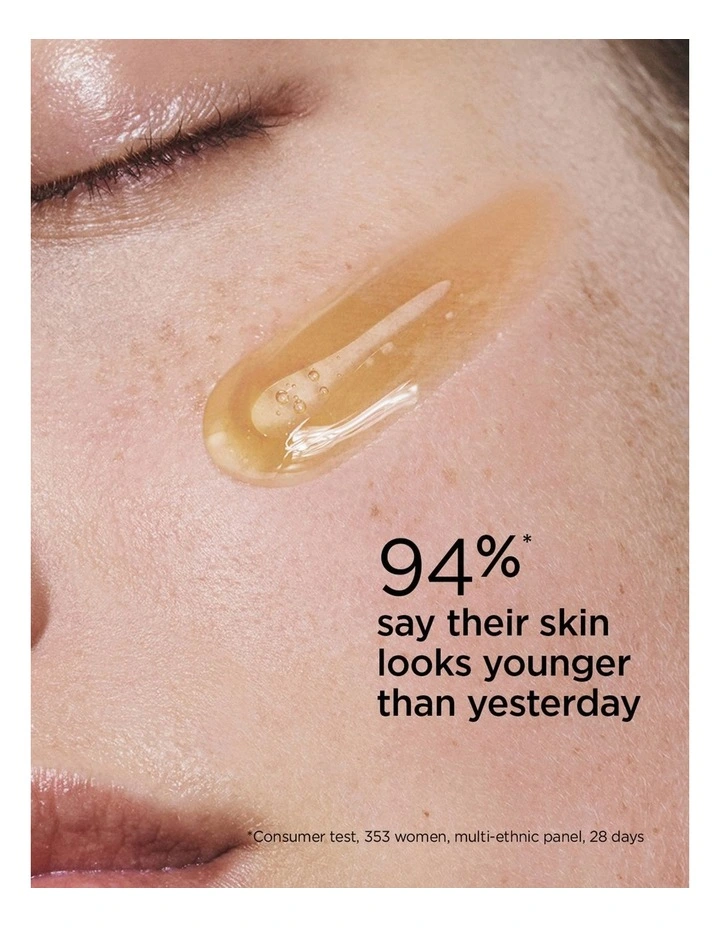 94%*
say their skin
looks younger
than yesterday
*Consumer test, 353 women, multi-ethnic panel, 28 days